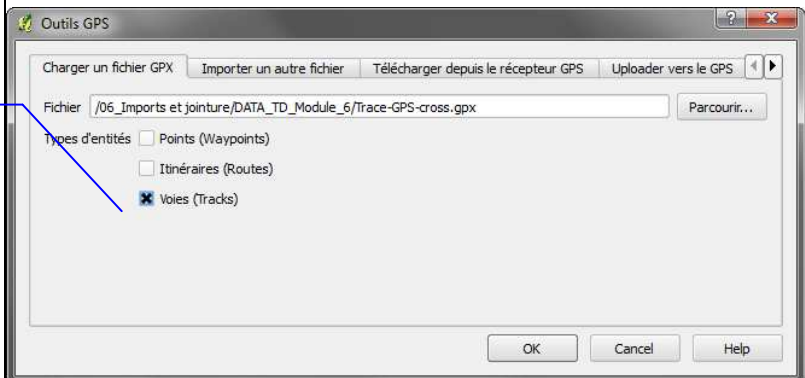 Outils GPS
Charger un fichier GPX Importer un autre fichier Télécharger depuis le récepteur GPS Uploader vers le GPS
Fichier /06_Imports et jointure/DATA_TD_Module_6/Trace-GPS-cross.gpx Parcourir...
Types d'entités Points (Waypoints)
Itinéraires (Routes)
Voies (Tracks)
OK Cancel Help